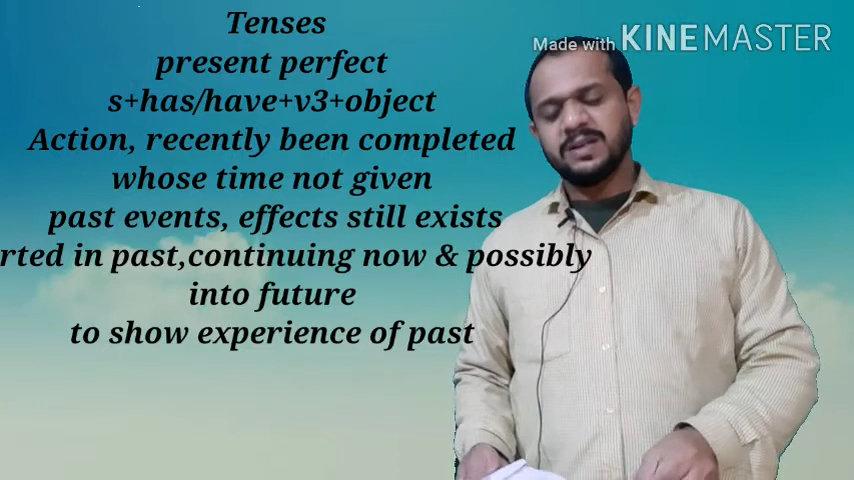 Tenses
present perfect
Made with KINEMASTER
s+has/have+v3+object
Action, recently been completed
whose time not given
past events, effects still exists
rted in past,continuing now & possibly
into future
to show experience of past